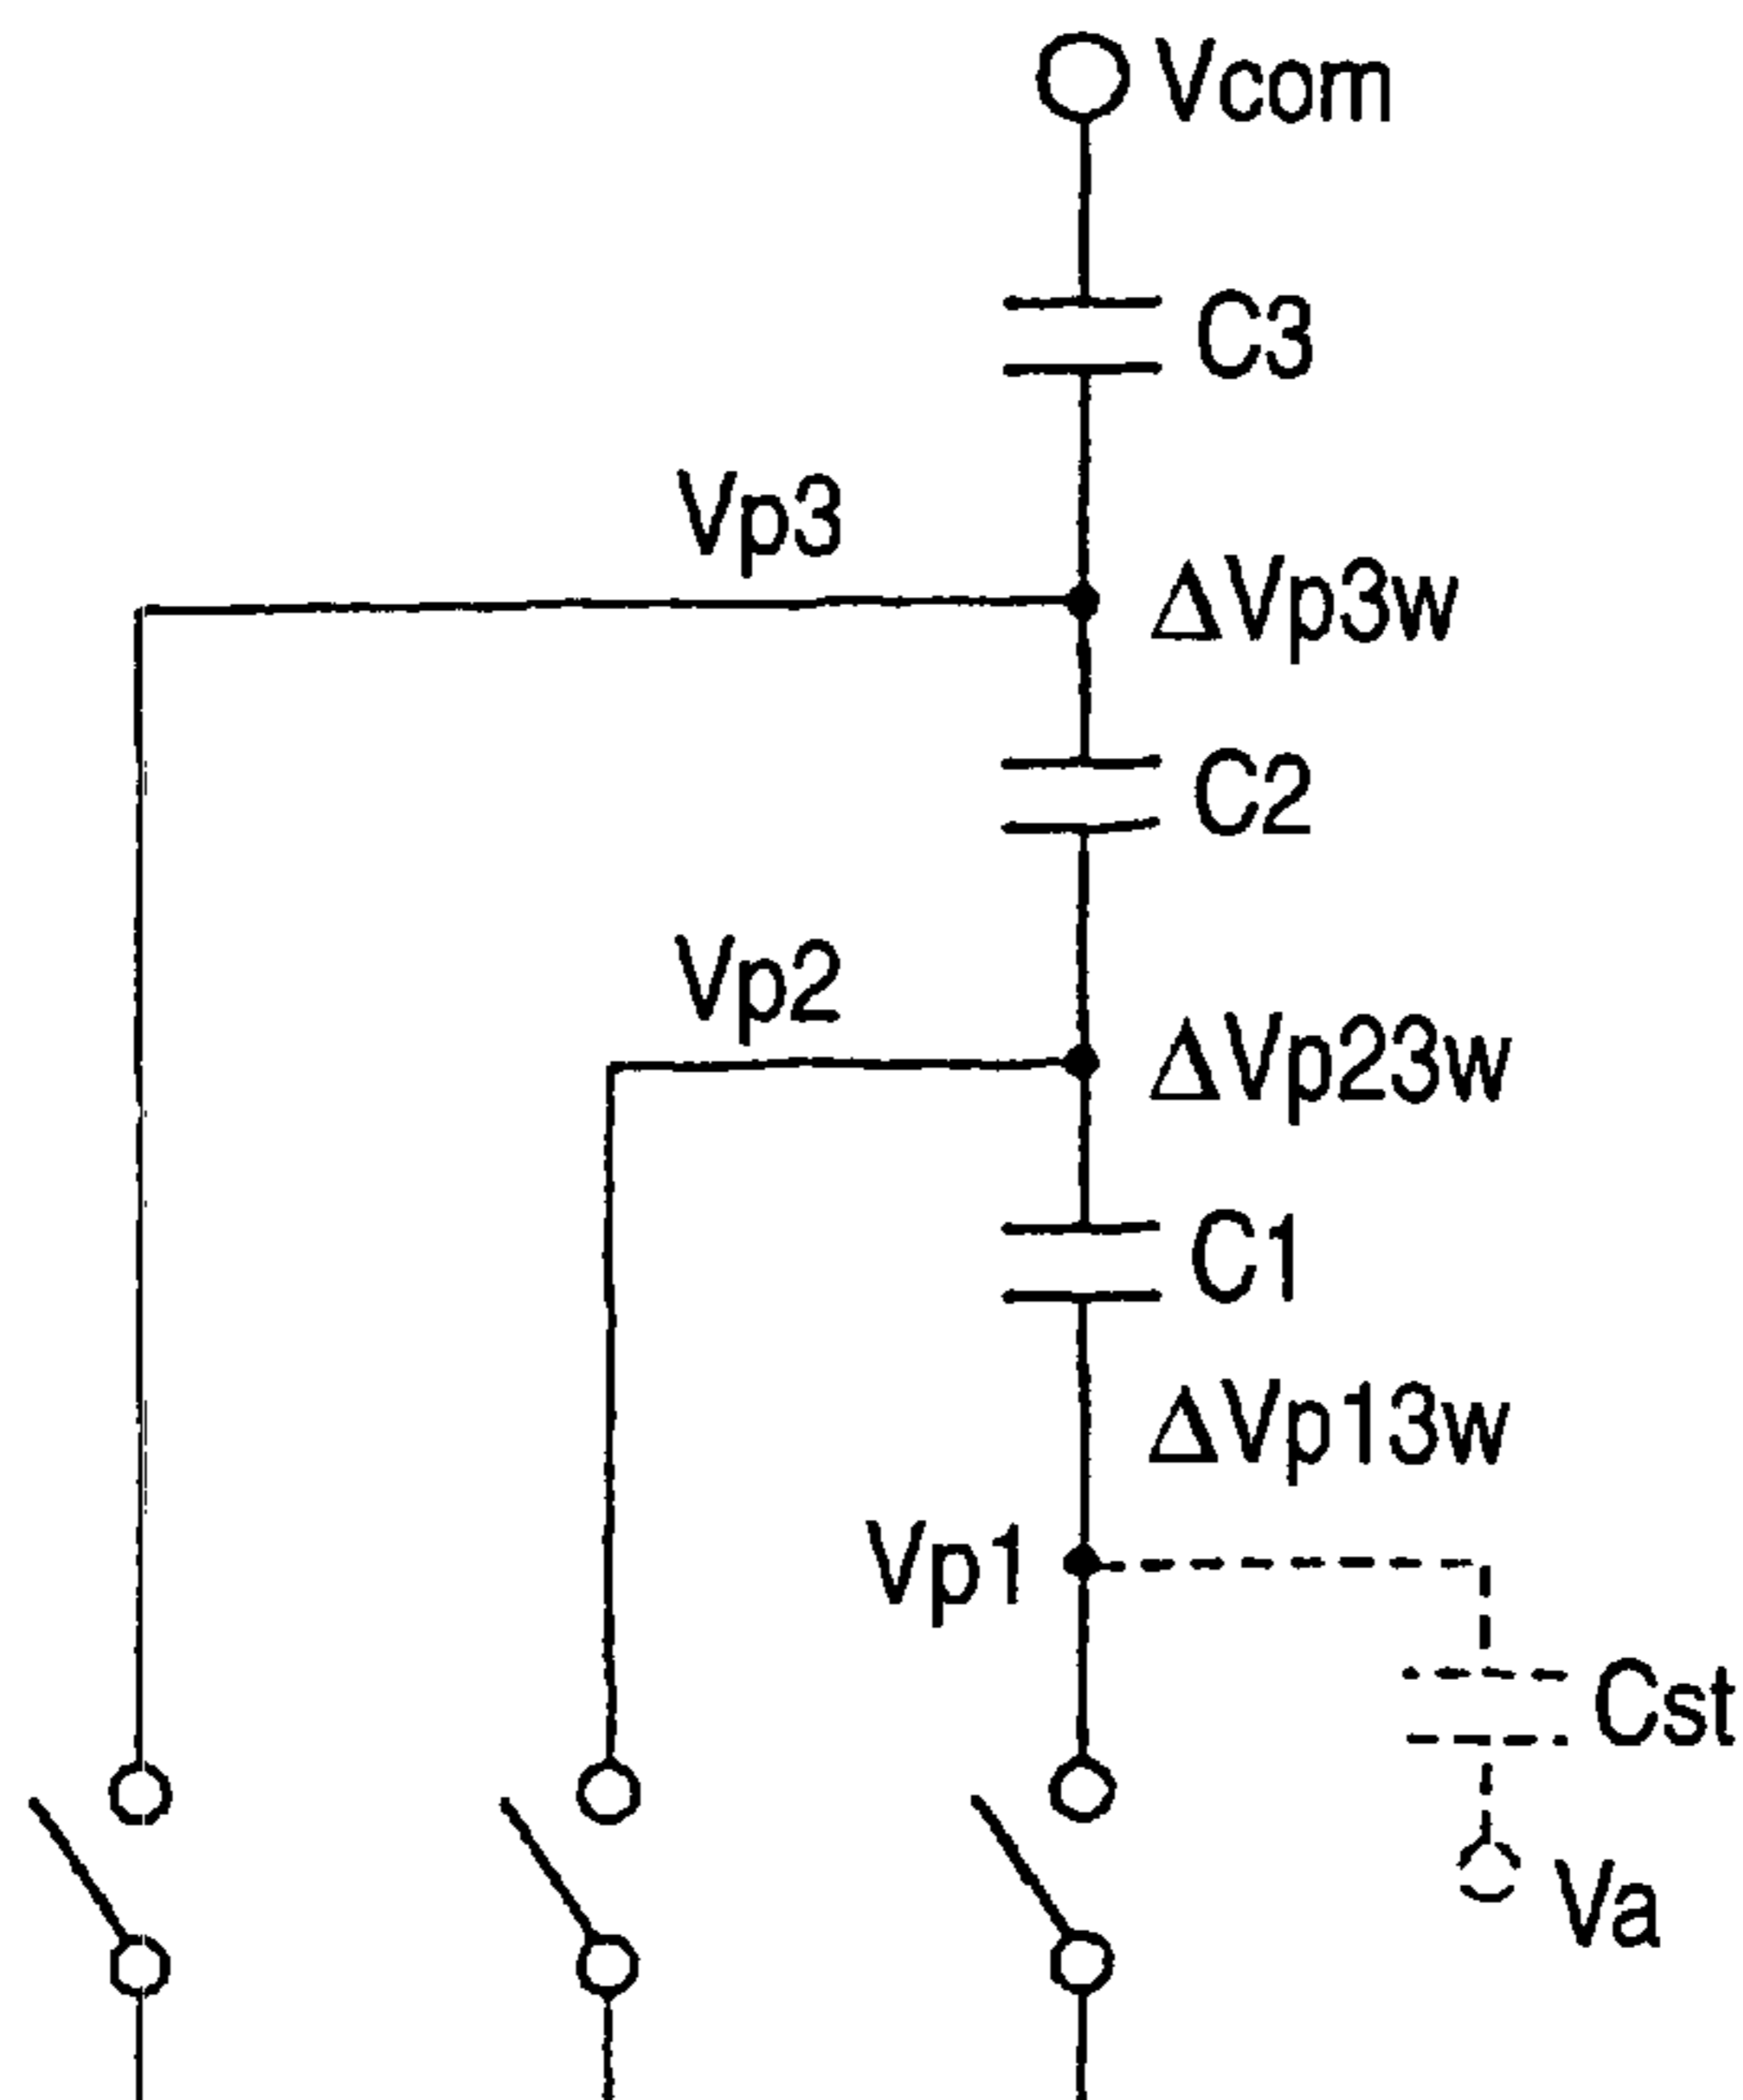 Vcom
C3
Vp3
ΔVp3w
C2
Vp2
ΔVp23w
C1
ΔVp13w
Vp1
Cst
Va